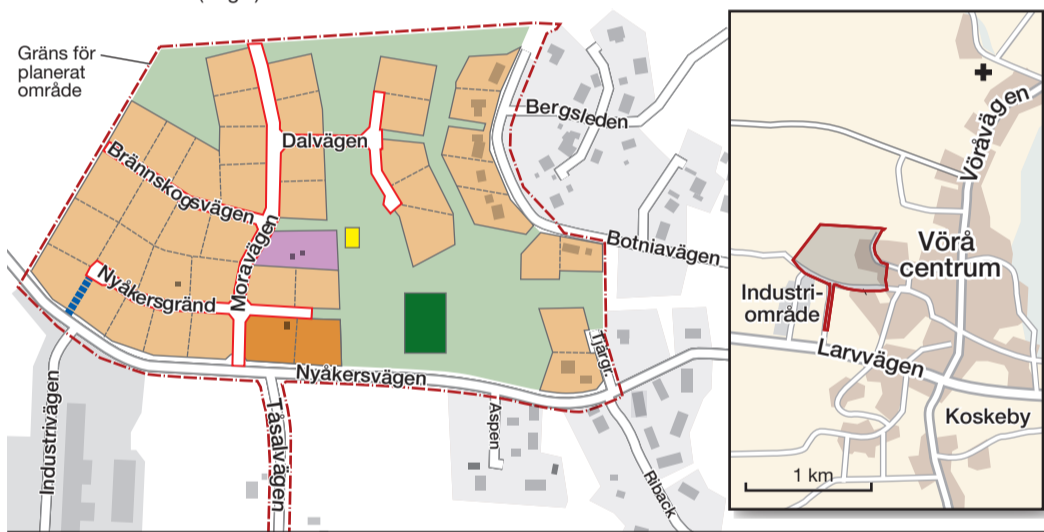 Gräns för
planerat
område
Bergsleden
Dalvägen
Brännskogsvägen
Moravägen
Botniavägen
Nyåkersgränd
Tjärgr.
Nyåkersvägen
Industrivägen
Tåsalvägen
Aspen
Riback
Vöråvägen
Vörå
centrum
Industri-
område
Larvvägen
Koskeby
1 km